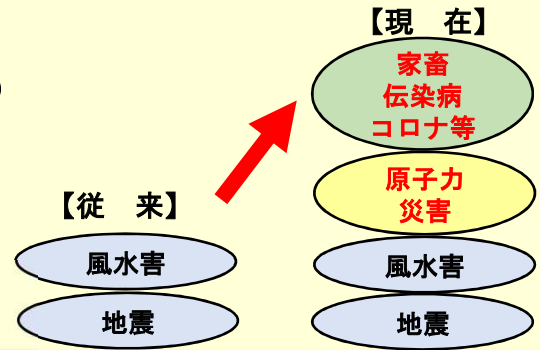 【現　在】
家畜
伝染病
コロナ等
原子力
災害
風水害
地震
【従　来】
風水害
地震